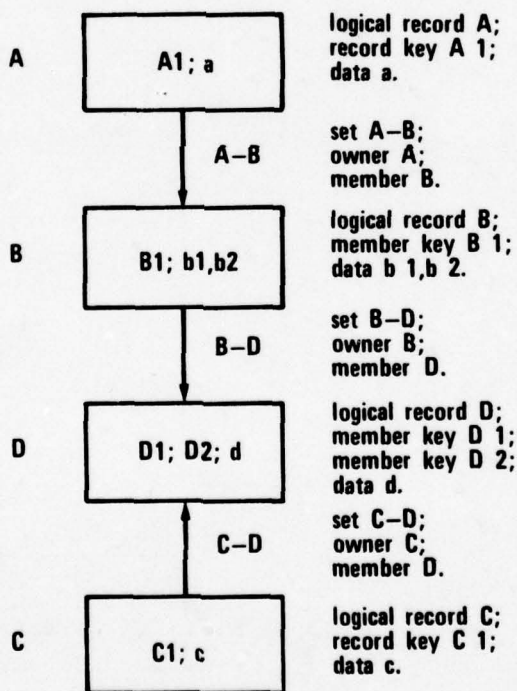 A
A1; a
logical record A;
record key A 1;
data a.
A–B
set A–B;
owner A;
member B.
B
B1; b1,b2
logical record B;
member key B 1;
data b 1,b 2.
B–D
set B–D;
owner B;
member D.
D
D1; D2; d
logical record D;
member key D 1;
member key D 2;
data d.
C–D
set C–D;
owner C;
member D.
C
C1; c
logical record C;
record key C 1;
data c.